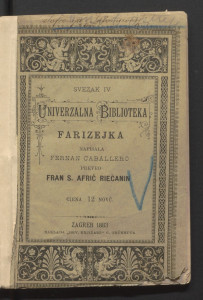 SVEZAK IV.
UNIVERZALNA BIBLIOTEKA
FARIZEJKA
NAPISALA
FERNAN CABALLERO
PREVEO
FRAN S. AFRIĆ RIEČANIN
CIENA 12 NOVČ.
ZAGREB 1887